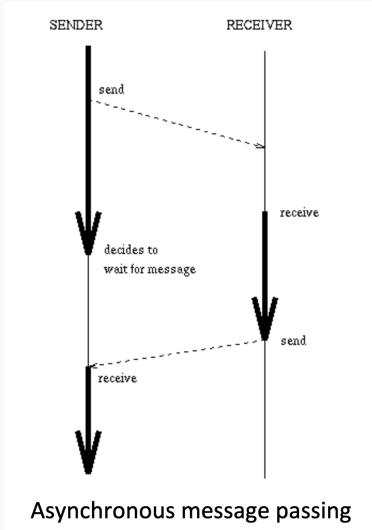 SENDER
RECEIVER
send
receive
decides to
wait for message
send
receive
Asynchronous message passing